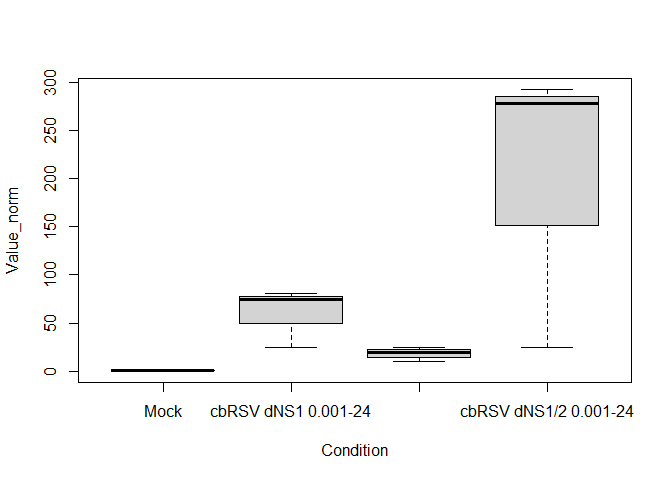 300
250
200
150
100
50
0
Value_norm
Mock
cbRSV dNS1 0.001-24
cbRSV dNS1/2 0.001-24
Condition